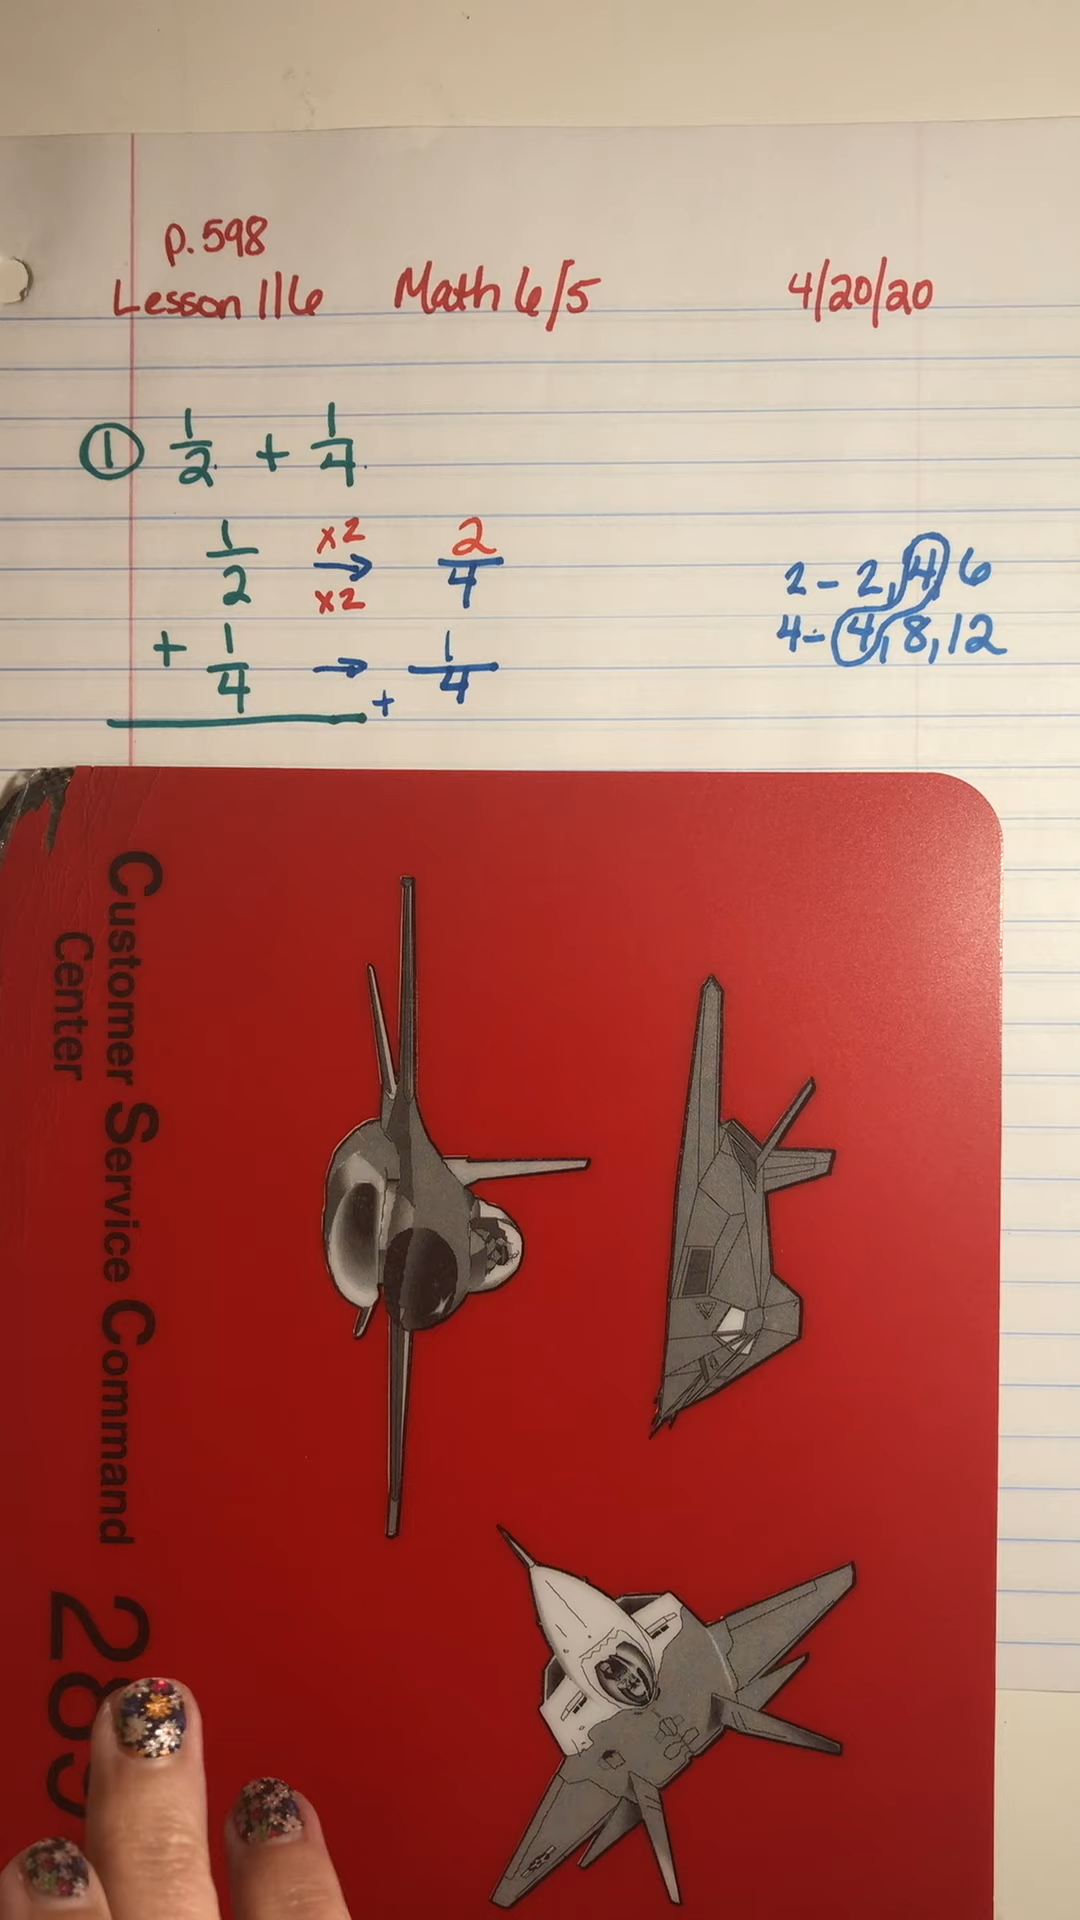 p. 598
Lesson 116 Math 6/5 4/20/20
① 1/2 + 1/4
1/2 ×2 → ×2 2/4
+ 1/4 → + 1/4
2 - 2, 4, 6
4 - 4, 8, 12
Customer Service Command
Center